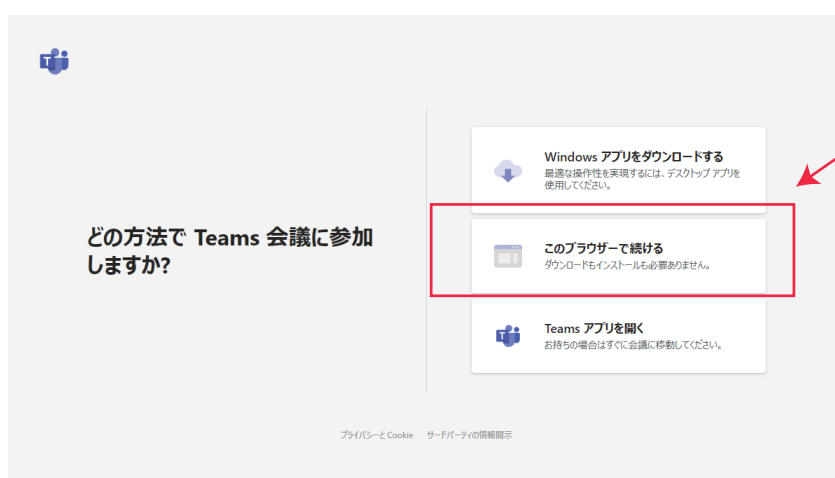 どの方法で Teams 会議に参加
しますか?
Windows アプリをダウンロードする
最適な操作性を実現するには、デスクトップ アプリを
使用してください。
このブラウザーで続ける
ダウンロードもインストールも必要ありません。
Teams アプリを開く
お持ちの場合はすぐに会議に移動してください。
プライバシーと Cookie サードパーティの情報開示